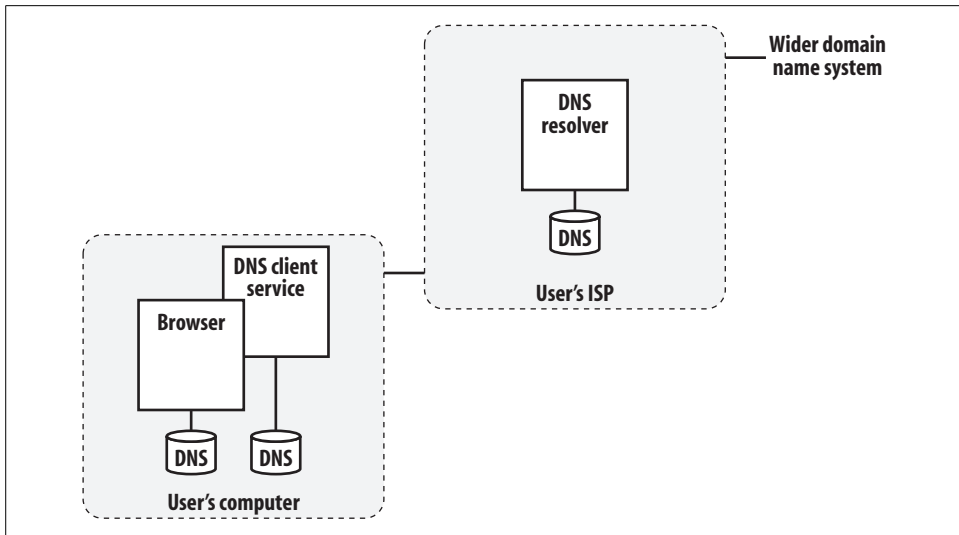 Wider domain
name system
DNS
resolver
DNS
User's ISP
DNS client
service
Browser
DNS
DNS
User's computer